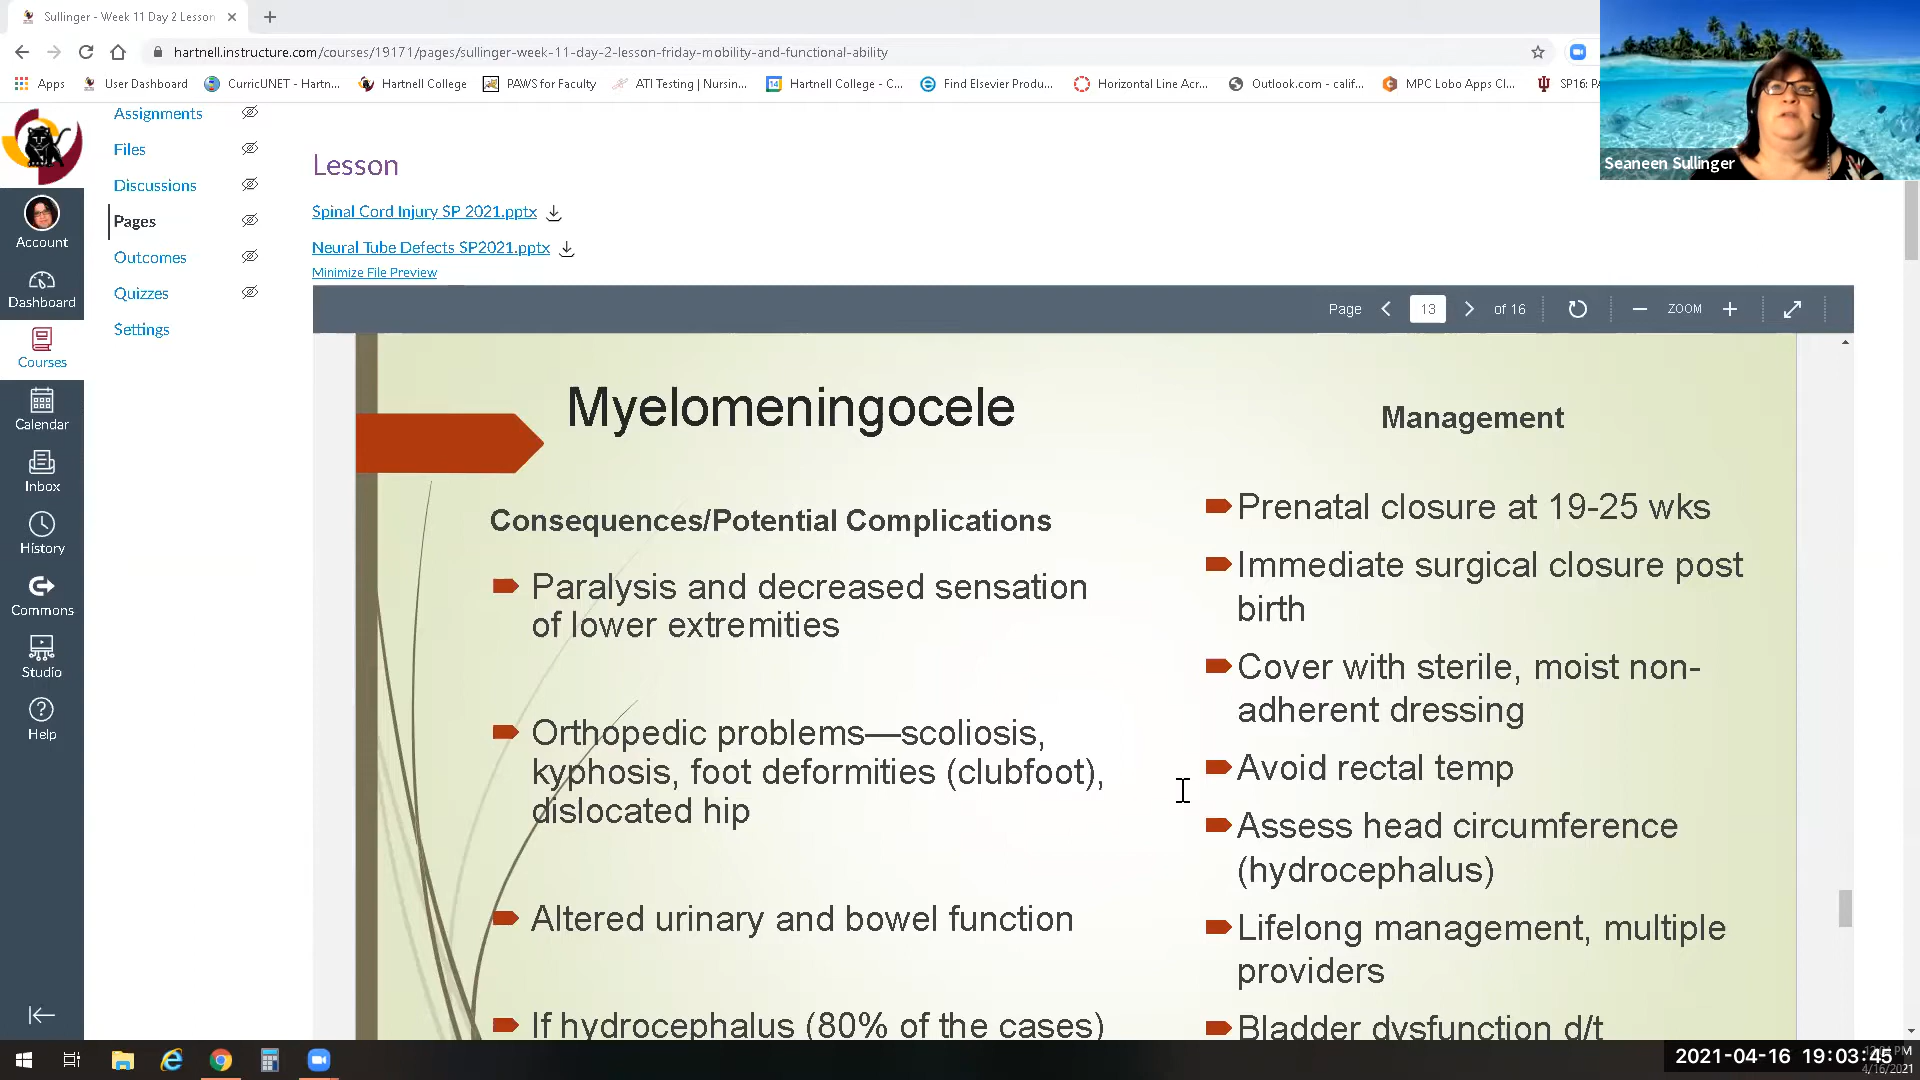 Sullinger - Week 11 Day 2 Lesson
hartnell.instructure.com/courses/19171/pages/sullinger-week-11-day-2-lesson-friday-mobility-and-functional-ability
Apps
User Dashboard
CurricUNET - Hartn...
Hartnell College
PAWS for Faculty
ATI Testing | Nursin...
Hartnell College - C...
Find Elsevier Produ...
Horizontal Line Acr...
Outlook.com - calif...
MPC Lobo Apps Cl...
SP16:
Seaneen Sullinger
Account
Dashboard
Courses
Calendar
14
Inbox
History
Commons
Studio
Help
Assignments
Files
Discussions
Pages
Outcomes
Quizzes
Settings
Lesson
Spinal Cord Injury SP 2021.pptx
Neural Tube Defects SP2021.pptx
Minimize File Preview
Page 13 of 16 ZOOM
Myelomeningocele
Consequences/Potential Complications
Paralysis and decreased sensation
of lower extremities
Orthopedic problems—scoliosis,
kyphosis, foot deformities (clubfoot),
dislocated hip
Altered urinary and bowel function
If hydrocephalus (80% of the cases)
Management
Prenatal closure at 19-25 wks
Immediate surgical closure post
birth
Cover with sterile, moist non-
adherent dressing
Avoid rectal temp
Assess head circumference
(hydrocephalus)
Lifelong management, multiple
providers
Bladder dysfunction d/t
2021-04-16 19:03:45
4/16/2021